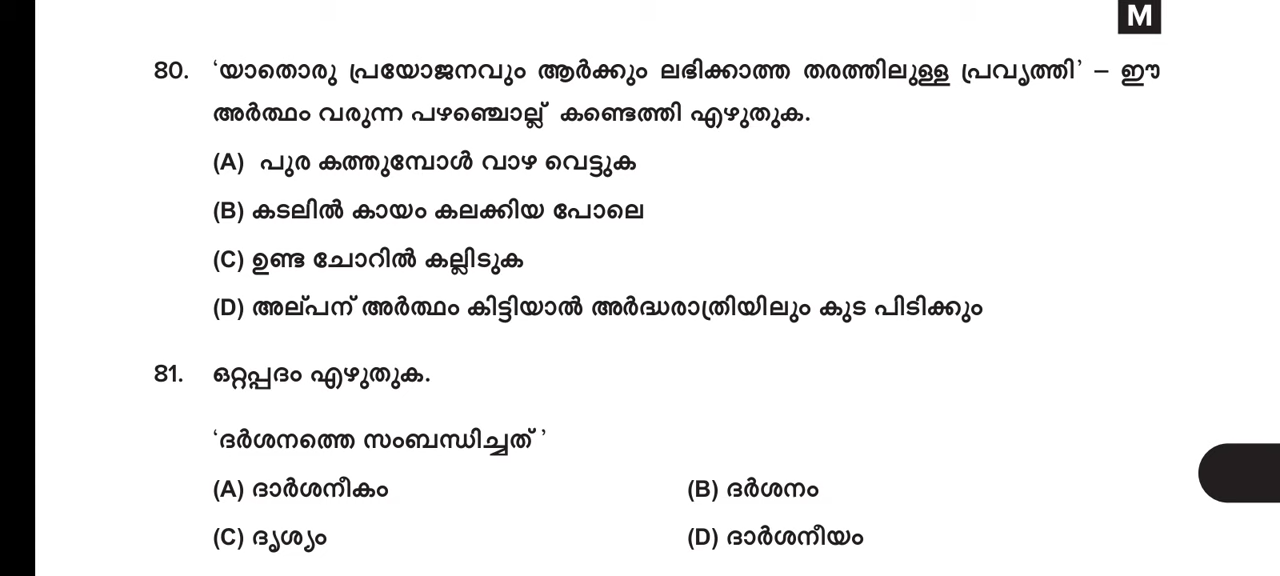 M
80. ‘യാതൊരു പ്രയോജനവും ആർക്കും ലഭിക്കാത്ത തരത്തിലുള്ള പ്രവൃത്തി’ – ഈ
അർത്ഥം വരുന്ന പഴഞ്ചൊല്ല് കണ്ടെത്തി എഴുതുക.
(A) പുര കത്തുമ്പോൾ വാഴ വെട്ടുക
(B) കടലിൽ കായം കലക്കിയ പോലെ
(C) ഉണ്ട ചോറിൽ കല്ലിടുക
(D) അല്പന് അർത്ഥം കിട്ടിയാൽ അർദ്ധരാത്രിയിലും കുട പിടിക്കും
81. ഒറ്റപ്പദം എഴുതുക.
‘ദർശനത്തെ സംബന്ധിച്ചത് ’
(A) ദാർശനീകം (B) ദർശനം
(C) ദൃശ്യം (D) ദാർശനീയം